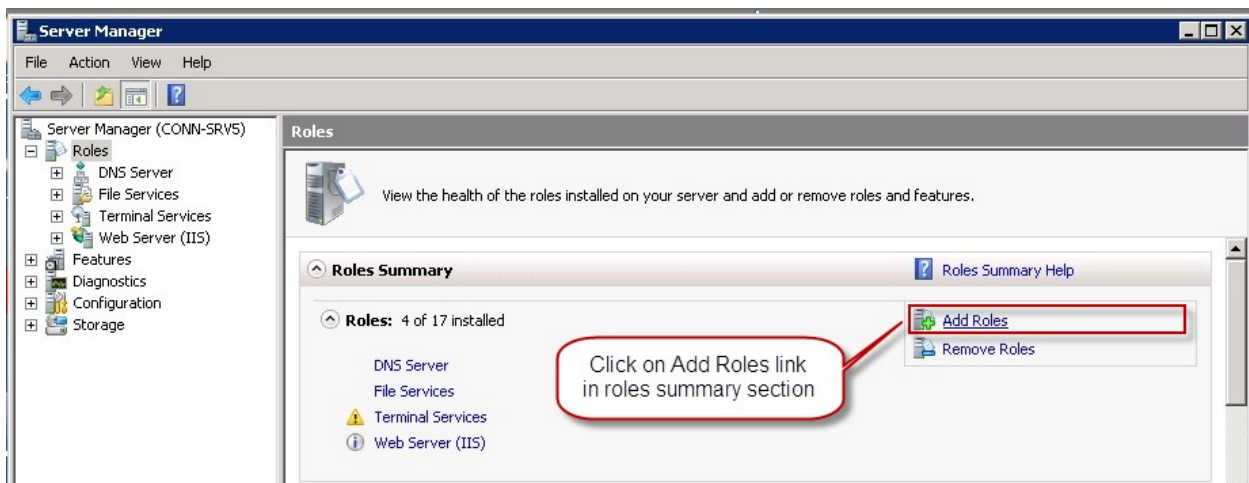 Server Manager
File Action View Help
Server Manager (CONN-SRV5)
Roles
DNS Server
File Services
Terminal Services
Web Server (IIS)
Features
Diagnostics
Configuration
Storage
Roles
View the health of the roles installed on your server and add or remove roles and features.
Roles Summary
Roles Summary Help
Roles: 4 of 17 installed
Add Roles
Remove Roles
DNS Server
File Services
Terminal Services
Web Server (IIS)
Click on Add Roles link
in roles summary section